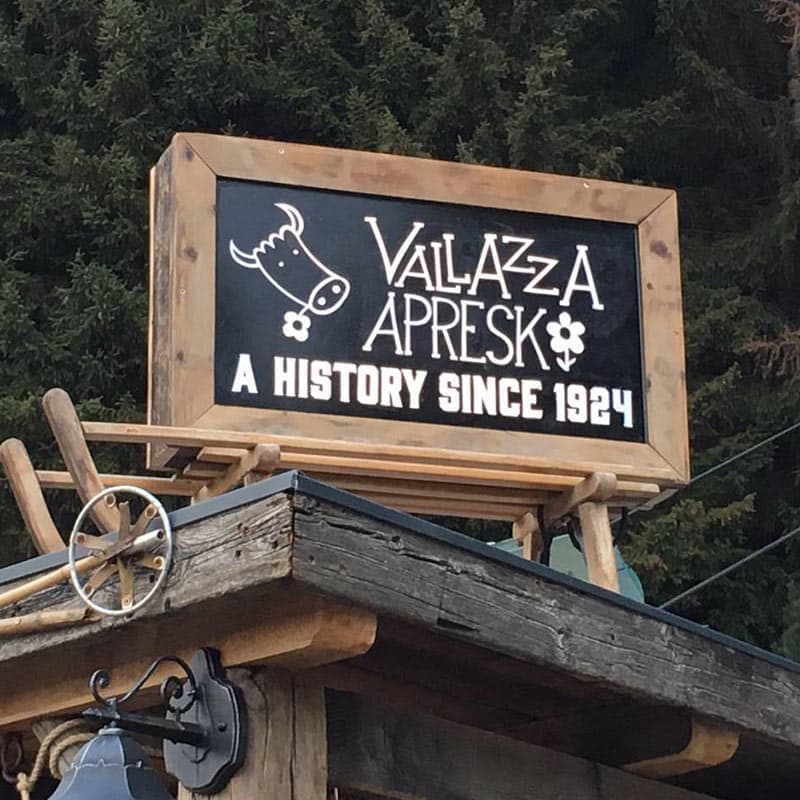 VALLAZZA
APRESK
A HISTORY SINCE 1924